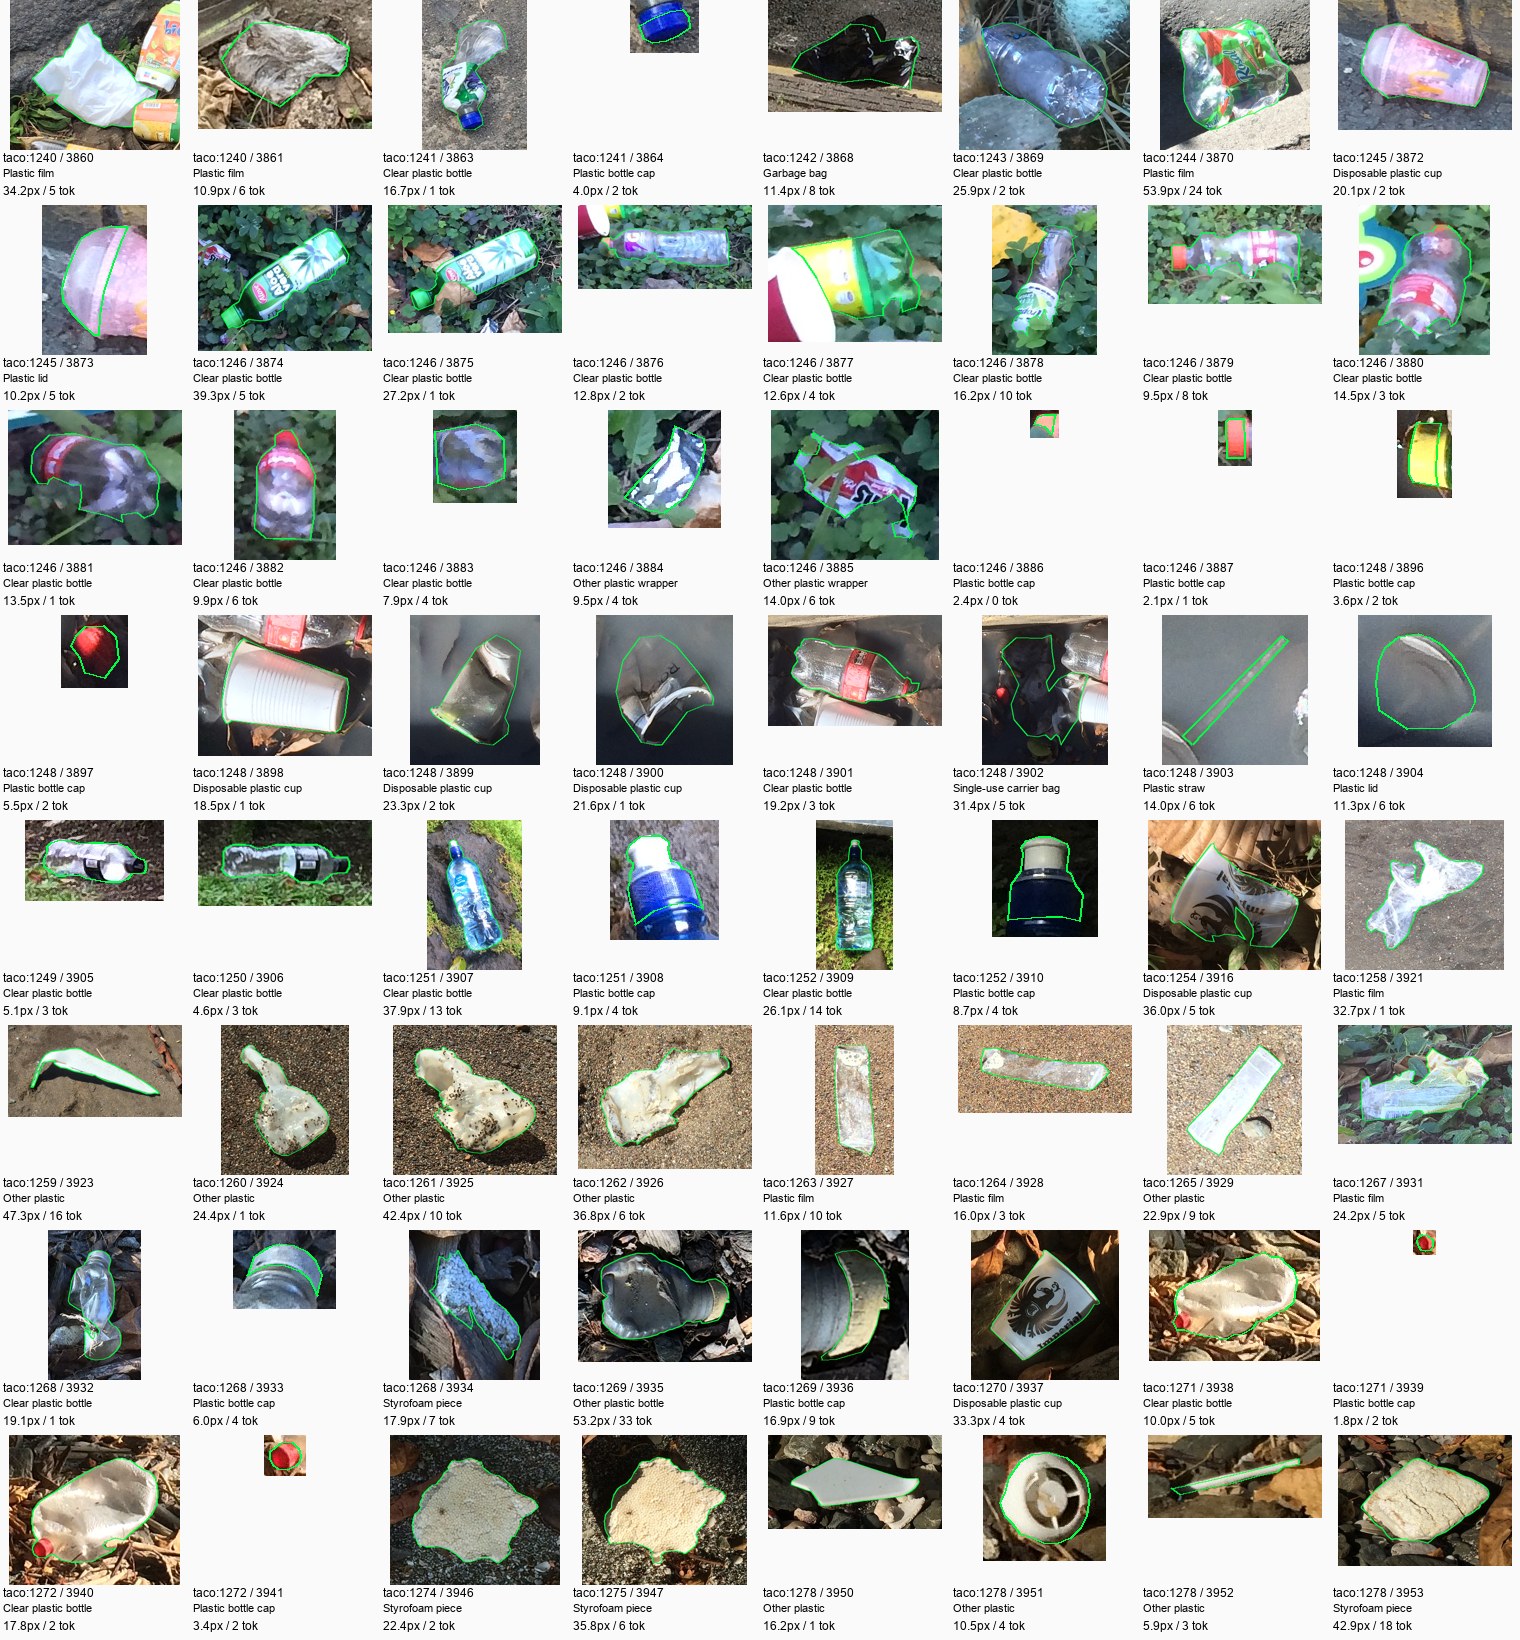 taco:1240 / 3860
Plastic film
34.2px / 5 tok
taco:1240 / 3861
Plastic film
10.9px / 6 tok
taco:1241 / 3863
Clear plastic bottle
16.7px / 1 tok
taco:1241 / 3864
Plastic bottle cap
4.0px / 2 tok
taco:1242 / 3868
Garbage bag
11.4px / 8 tok
taco:1243 / 3869
Clear plastic bottle
25.9px / 2 tok
taco:1244 / 3870
Plastic film
53.9px / 24 tok
taco:1245 / 3872
Disposable plastic cup
20.1px / 2 tok
taco:1245 / 3873
Plastic lid
10.2px / 5 tok
taco:1246 / 3874
Clear plastic bottle
39.3px / 5 tok
taco:1246 / 3875
Clear plastic bottle
27.2px / 1 tok
taco:1246 / 3876
Clear plastic bottle
12.8px / 2 tok
taco:1246 / 3877
Clear plastic bottle
12.6px / 4 tok
taco:1246 / 3878
Clear plastic bottle
16.2px / 10 tok
taco:1246 / 3879
Clear plastic bottle
9.5px / 8 tok
taco:1246 / 3880
Clear plastic bottle
14.5px / 3 tok
taco:1246 / 3881
Clear plastic bottle
13.5px / 1 tok
taco:1246 / 3882
Clear plastic bottle
9.9px / 6 tok
taco:1246 / 3883
Clear plastic bottle
7.9px / 4 tok
taco:1246 / 3884
Other plastic wrapper
9.5px / 4 tok
taco:1246 / 3885
Other plastic wrapper
14.0px / 6 tok
taco:1246 / 3886
Plastic bottle cap
2.4px / 0 tok
taco:1246 / 3887
Plastic bottle cap
2.1px / 1 tok
taco:1248 / 3896
Plastic bottle cap
3.6px / 2 tok
taco:1248 / 3897
Plastic bottle cap
5.5px / 2 tok
taco:1248 / 3898
Disposable plastic cup
18.5px / 1 tok
taco:1248 / 3899
Disposable plastic cup
23.3px / 2 tok
taco:1248 / 3900
Disposable plastic cup
21.6px / 1 tok
taco:1248 / 3901
Clear plastic bottle
19.2px / 3 tok
taco:1248 / 3902
Single-use carrier bag
31.4px / 5 tok
taco:1248 / 3903
Plastic straw
14.0px / 6 tok
taco:1248 / 3904
Plastic lid
11.3px / 6 tok
taco:1249 / 3905
Clear plastic bottle
5.1px / 3 tok
taco:1250 / 3906
Clear plastic bottle
4.6px / 3 tok
taco:1251 / 3907
Clear plastic bottle
37.9px / 13 tok
taco:1251 / 3908
Plastic bottle cap
9.1px / 4 tok
taco:1252 / 3909
Clear plastic bottle
26.1px / 14 tok
taco:1252 / 3910
Plastic bottle cap
8.7px / 4 tok
taco:1254 / 3916
Disposable plastic cup
36.0px / 5 tok
taco:1258 / 3921
Plastic film
32.7px / 1 tok
taco:1259 / 3923
Other plastic
47.3px / 16 tok
taco:1260 / 3924
Other plastic
24.4px / 1 tok
taco:1261 / 3925
Other plastic
42.4px / 10 tok
taco:1262 / 3926
Other plastic
36.8px / 6 tok
taco:1263 / 3927
Plastic film
11.6px / 10 tok
taco:1264 / 3928
Plastic film
16.0px / 3 tok
taco:1265 / 3929
Other plastic
22.9px / 9 tok
taco:1267 / 3931
Plastic film
24.2px / 5 tok
taco:1268 / 3932
Clear plastic bottle
19.1px / 1 tok
taco:1268 / 3933
Plastic bottle cap
6.0px / 4 tok
taco:1268 / 3934
Styrofoam piece
17.9px / 7 tok
taco:1269 / 3935
Other plastic bottle
53.2px / 33 tok
taco:1269 / 3936
Plastic bottle cap
16.9px / 9 tok
Imperial
taco:1270 / 3937
Disposable plastic cup
33.3px / 4 tok
taco:1271 / 3938
Clear plastic bottle
10.0px / 5 tok
taco:1271 / 3939
Plastic bottle cap
1.8px / 2 tok
taco:1272 / 3940
Clear plastic bottle
17.8px / 2 tok
taco:1272 / 3941
Plastic bottle cap
3.4px / 2 tok
taco:1274 / 3946
Styrofoam piece
22.4px / 2 tok
taco:1275 / 3947
Styrofoam piece
35.8px / 6 tok
taco:1278 / 3950
Other plastic
16.2px / 1 tok
taco:1278 / 3951
Other plastic
10.5px / 4 tok
taco:1278 / 3952
Other plastic
5.9px / 3 tok
taco:1278 / 3953
Styrofoam piece
42.9px / 18 tok